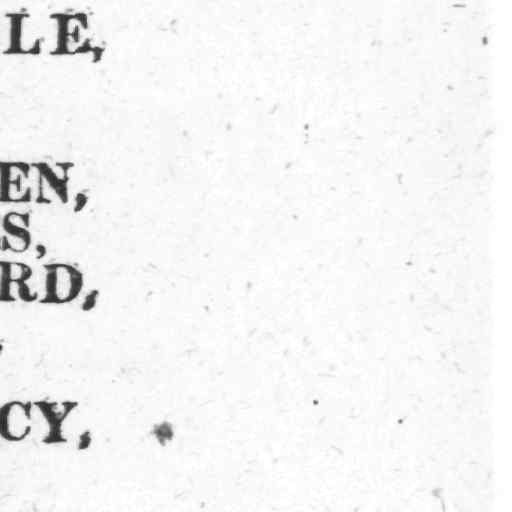 LE,
EN,
S,
RD,
,
CY,